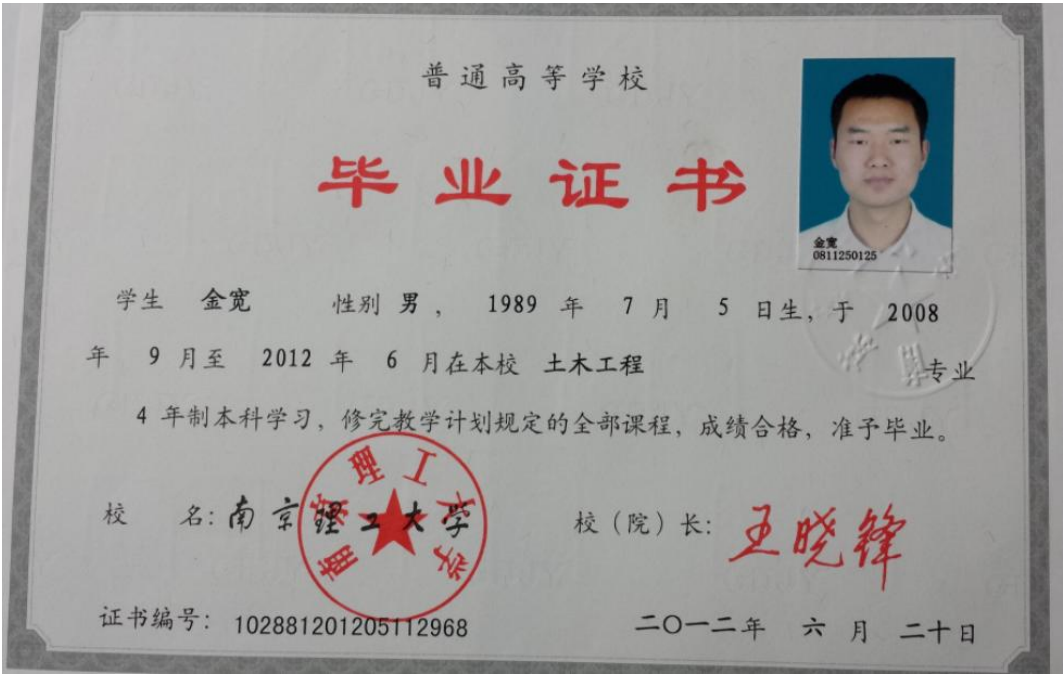 普通高等学校
毕业证书
金宽
0811250125
学生 金宽 性别 男 , 1989 年 7 月 5 日生, 于 2008
年 9 月至 2012 年 6 月在本校 土木工程 专业
4 年制本科学习, 修完教学计划规定的全部课程, 成绩合格, 准予毕业。
校 名: 南京理工大学
校（院）长: 王晓锋
证书编号: 102881201205112968
二〇一二年 六 月 二十日